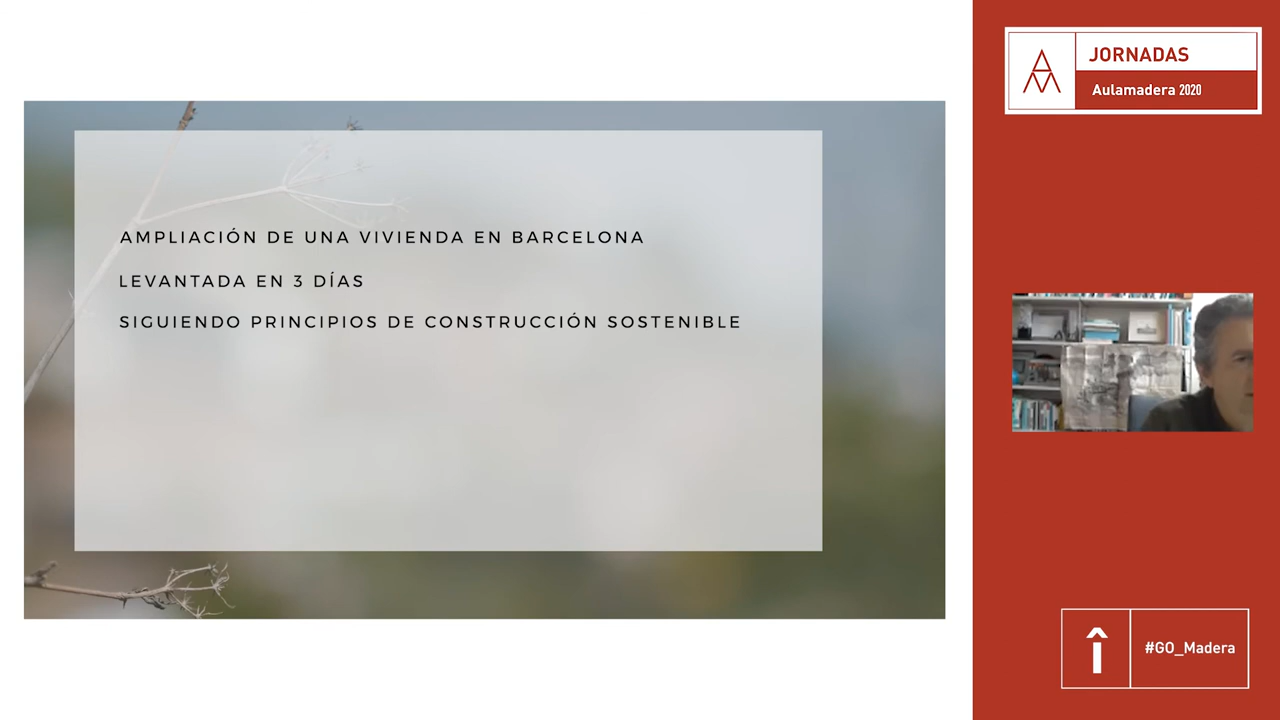 AMPLIACIÓN DE UNA VIVIENDA EN BARCELONA
LEVANTADA EN 3 DÍAS
SIGUIENDO PRINCIPIOS DE CONSTRUCCIÓN SOSTENIBLE
JORNADAS
Aulamadera 2020
#GO_Madera